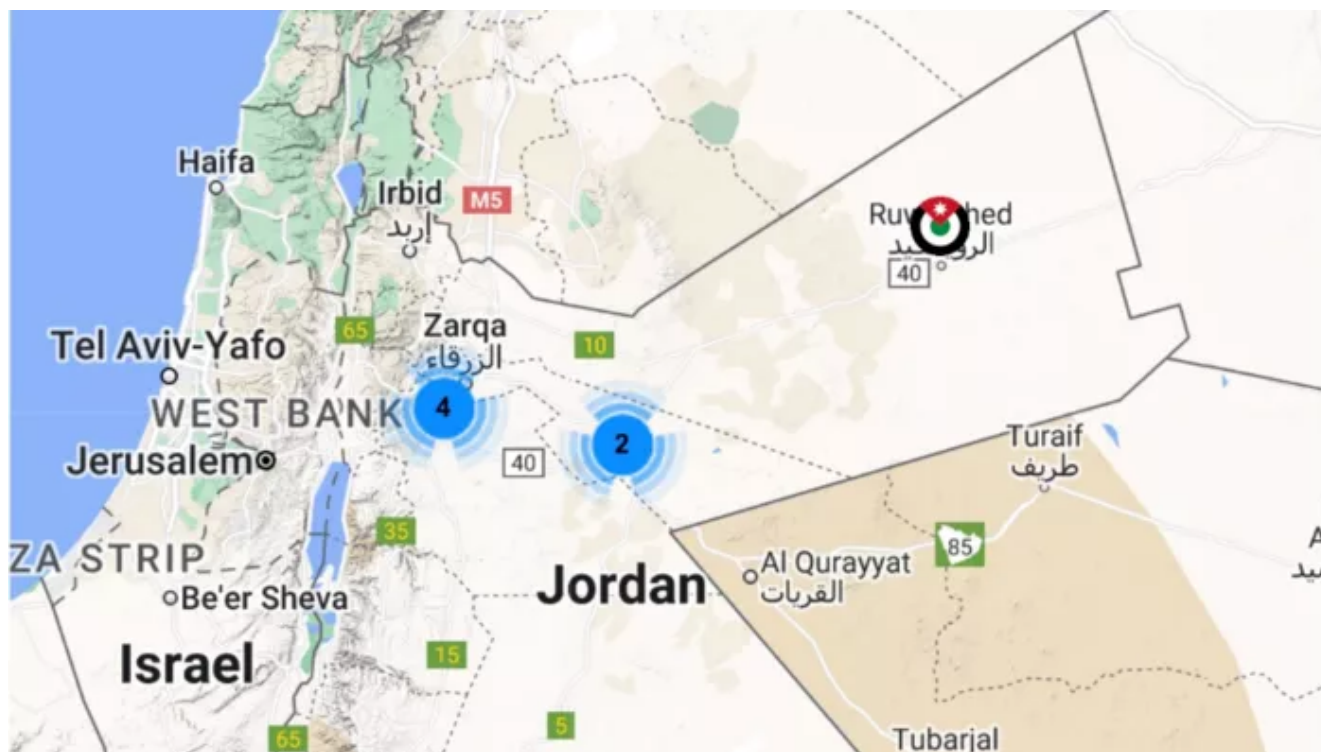 Haifa
Irbid
إربد
M5
40
Zarqa
الزرقاء
65
10
Tel Aviv-Yafo
WEST BANK
4
2
Jerusalem
40
Turaif
طريف
35
85
ZA STRIP
Jordan
Al Qurayyat
القريات
Be'er Sheva
Israel
15
65
5
Tubarjal